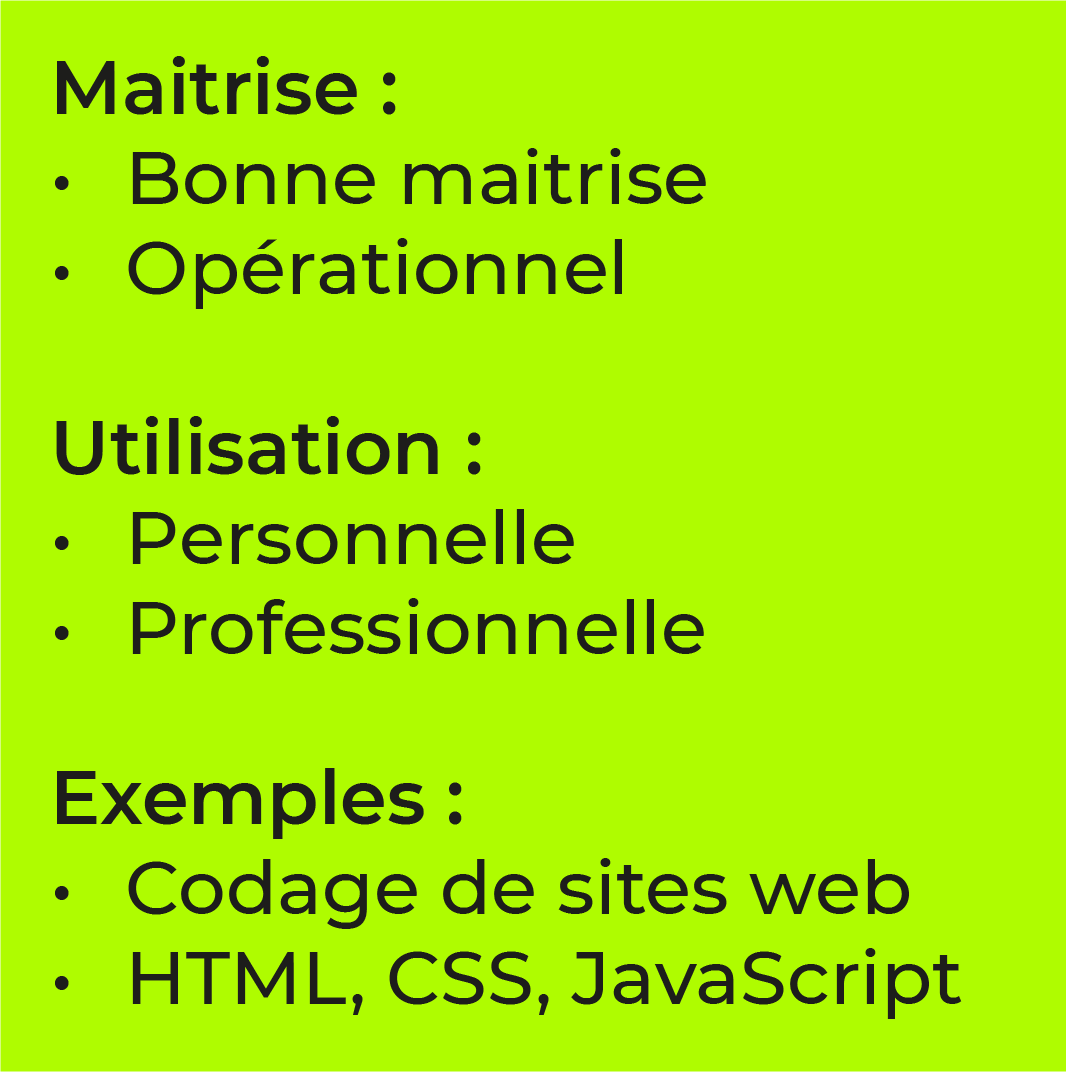 Maitrise :
• Bonne maitrise
• Opérationnel
Utilisation :
• Personnelle
• Professionnelle
Exemples :
• Codage de sites web
• HTML, CSS, JavaScript